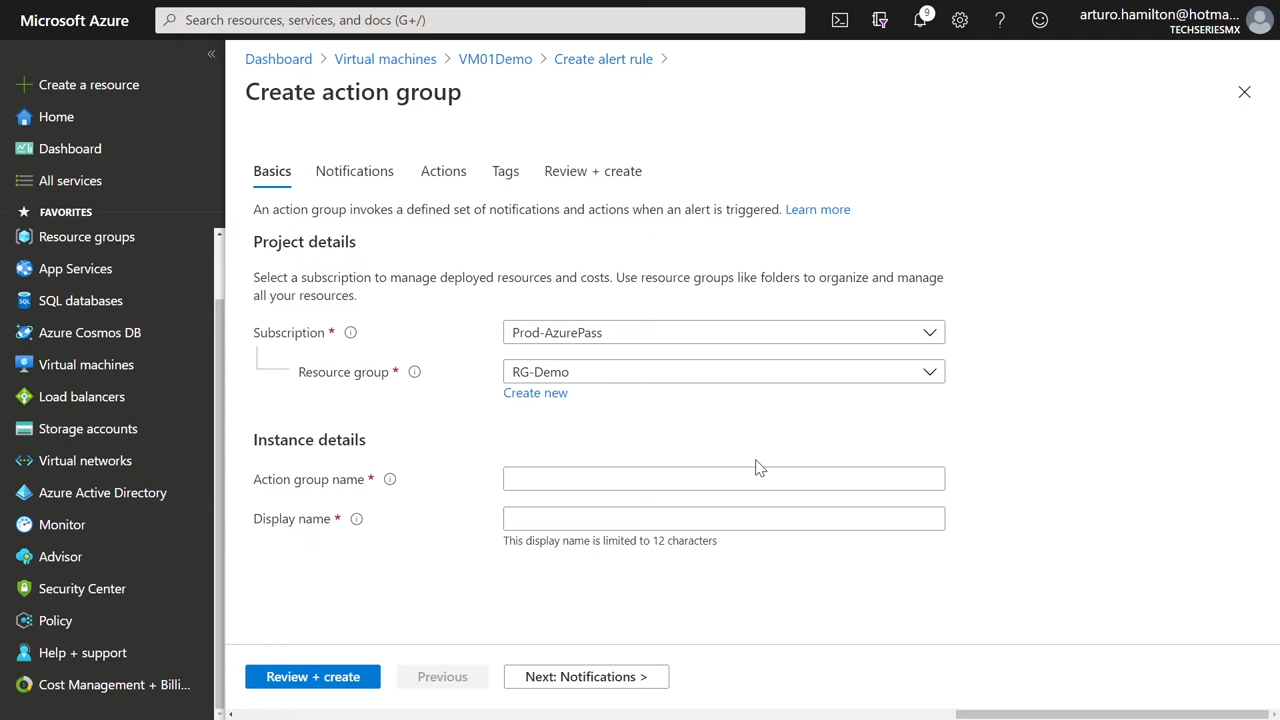 Microsoft Azure
Search resources, services, and docs (G+/)
9
arturo.hamilton@hotma...
TECHSERIESMX
Create a resource
Home
Dashboard
All services
FAVORITES
Resource groups
App Services
SQL databases
Azure Cosmos DB
Virtual machines
Load balancers
Storage accounts
Virtual networks
Azure Active Directory
Monitor
Advisor
Security Center
Policy
Help + support
Cost Management + Billi...
Dashboard > Virtual machines > VM01Demo > Create alert rule >
Create action group
Basics Notifications Actions Tags Review + create
An action group invokes a defined set of notifications and actions when an alert is triggered. Learn more
Project details
Select a subscription to manage deployed resources and costs. Use resource groups like folders to organize and manage
all your resources.
Subscription * Prod-AzurePass
Resource group * RG-Demo
Create new
Instance details
Action group name *
Display name *
This display name is limited to 12 characters
Review + create Previous Next: Notifications >